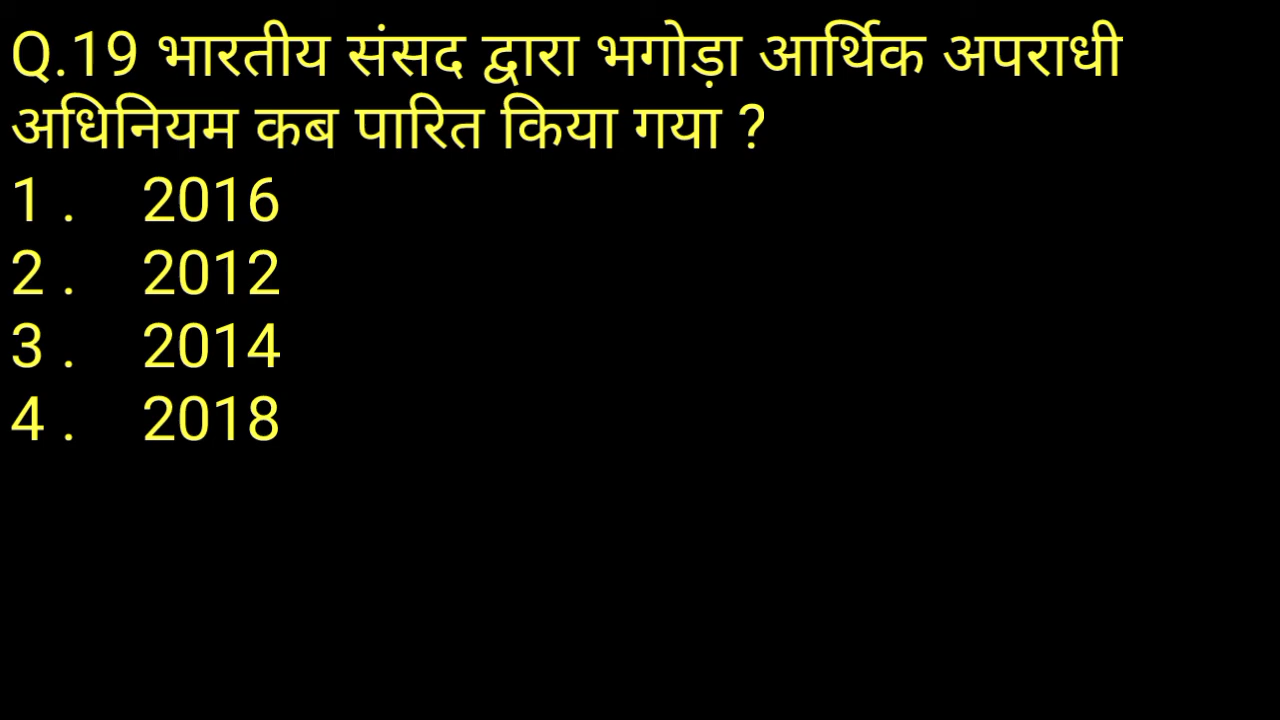 Q.19 भारतीय संसद द्वारा भगोड़ा आर्थिक अपराधी
अधिनियम कब पारित किया गया ?
1 . 2016
2 . 2012
3 . 2014
4 . 2018